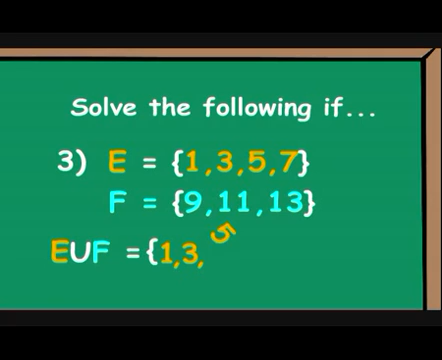 Solve the following if...
3) E = {1,3,5,7}
F = {9,11,13}
EUF = {1,3, 5